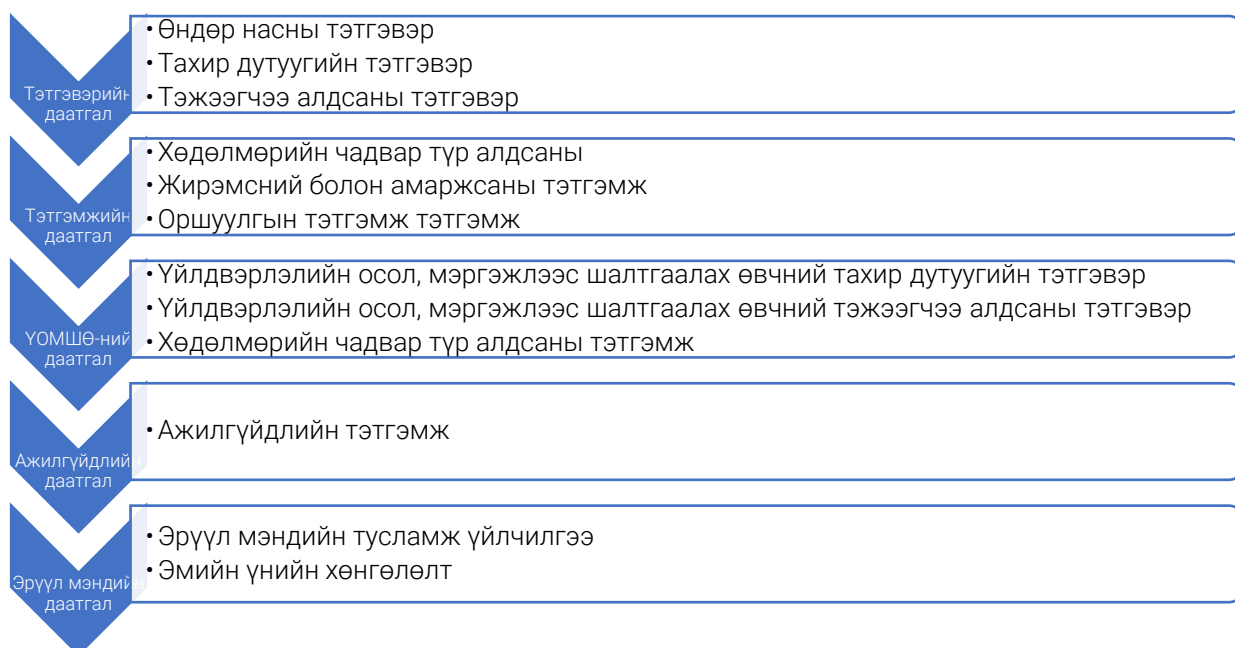 Тэтгэвэрийн
даатгал
• Өндөр насны тэтгэвэр
• Тахир дутуугийн тэтгэвэр
• Тэжээгчээ алдсаны тэтгэвэр
Тэтгэмжийн
даатгал
• Хөдөлмөрийн чадвар түр алдсаны
• Жирэмсний болон амаржсаны тэтгэмж
• Оршуулгын тэтгэмж тэтгэмж
ҮОМШӨ-ний
даатгал
• Үйлдвэрлэлийн осол, мэргэжлээс шалтгаалах өвчний тахир дутуугийн тэтгэвэр
• Үйлдвэрлэлийн осол, мэргэжлээс шалтгаалах өвчний тэжээгчээ алдсаны тэтгэвэр
• Хөдөлмөрийн чадвар түр алдсаны тэтгэмж
Ажилгүйдлийн
даатгал
• Ажилгүйдлийн тэтгэмж
Эрүүл мэндийн
даатгал
• Эрүүл мэндийн тусламж үйлчилгээ
• Эмийн үнийн хөнгөлөлт